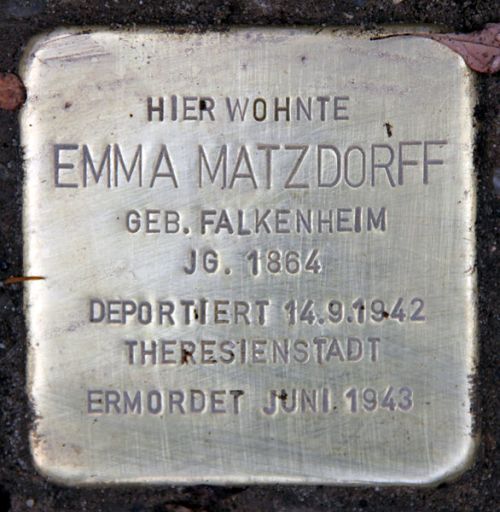 HIER WOHNTE
EMMA MATZDORFF
GEB. FALKENHEIM
JG. 1864
DEPORTIERT 14.9.1942
THERESIENSTADT
ERMORDET JUNI 1943